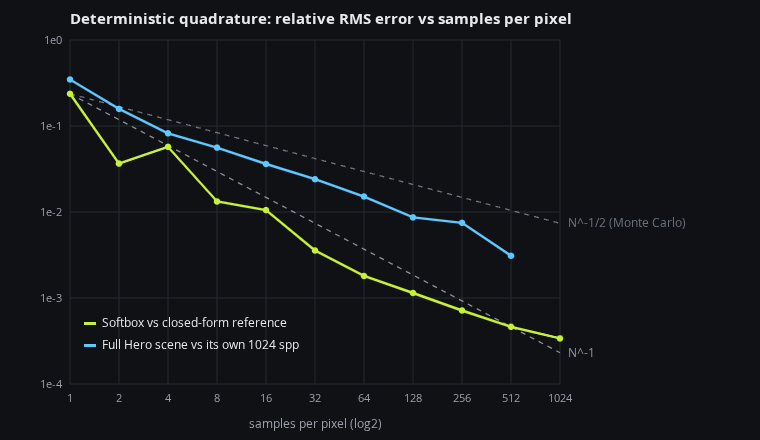 Deterministic quadrature: relative RMS error vs samples per pixel
1e0
1e-1
1e-2
1e-3
1e-4
N^-1/2 (Monte Carlo)
N^-1
Softbox vs closed-form reference
Full Hero scene vs its own 1024 spp
1 2 4 8 16 32 64 128 256 512 1024
samples per pixel (log2)